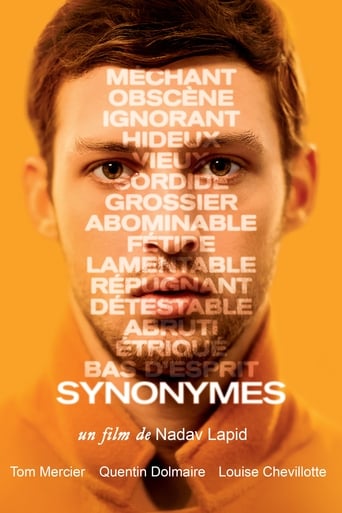 MÉCHANT
OBSCÈNE
IGNORANT
HIDEUX
VIEUX
SORDIDE
GROSSIER
ABOMINABLE
FÉTIDE
LAMENTABLE
RÉPUGNANT
DÉTESTABLE
ABRUTI
ÉTRIQUÉ
BAS D'ESPRIT
SYNONYMES
un film de Nadav Lapid
Tom Mercier Quentin Dolmaire Louise Chevillotte